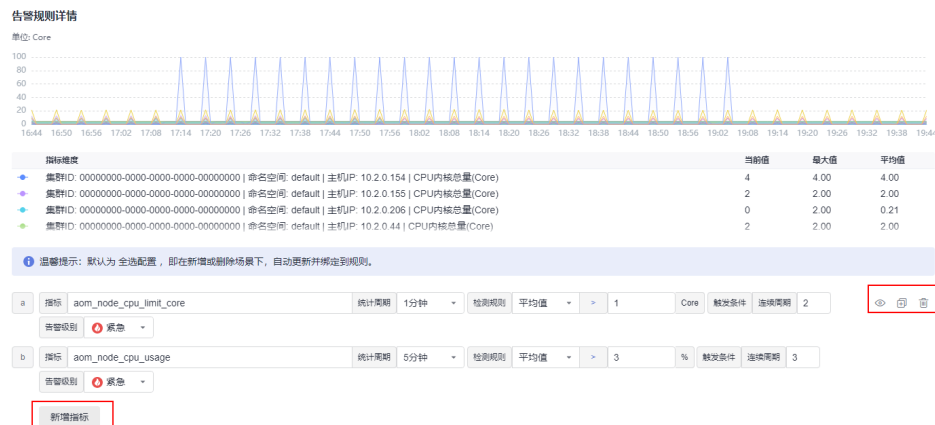 告警规则详情
单位: Core
100
80
60
40
20
0
16:44 16:50 16:56 17:02 17:08 17:14 17:20 17:26 17:32 17:38 17:44 17:50 17:56 18:02 18:08 18:14 18:20 18:26 18:32 18:38 18:44 18:50 18:56 19:02 19:08 19:14 19:20 19:26 19:32 19:38 19:44
指标维度 当前值 最大值 平均值
集群ID: 00000000-0000-0000-0000-00000000 | 命名空间: default | 主机IP: 10.2.0.154 | CPU内核总量(Core) 4 4.00 4.00
集群ID: 00000000-0000-0000-0000-00000000 | 命名空间: default | 主机IP: 10.2.0.155 | CPU内核总量(Core) 2 2.00 2.00
集群ID: 00000000-0000-0000-0000-00000000 | 命名空间: default | 主机IP: 10.2.0.206 | CPU内核总量(Core) 0 2.00 0.21
集群ID: 00000000-0000-0000-0000-00000000 | 命名空间: default | 主机IP: 10.2.0.44 | CPU内核总量(Core) 2 2.00 2.00
温馨提示：默认为 全选配置 ，即在新增或删除场景下，自动更新并绑定到规则。
a 指标 aom_node_cpu_limit_core 统计周期 1分钟 检测规则 平均值 > 1 Core 触发条件 连续周期 2
告警级别 紧急
b 指标 aom_node_cpu_usage 统计周期 5分钟 检测规则 平均值 > 3 % 触发条件 连续周期 3
告警级别 紧急
新增指标